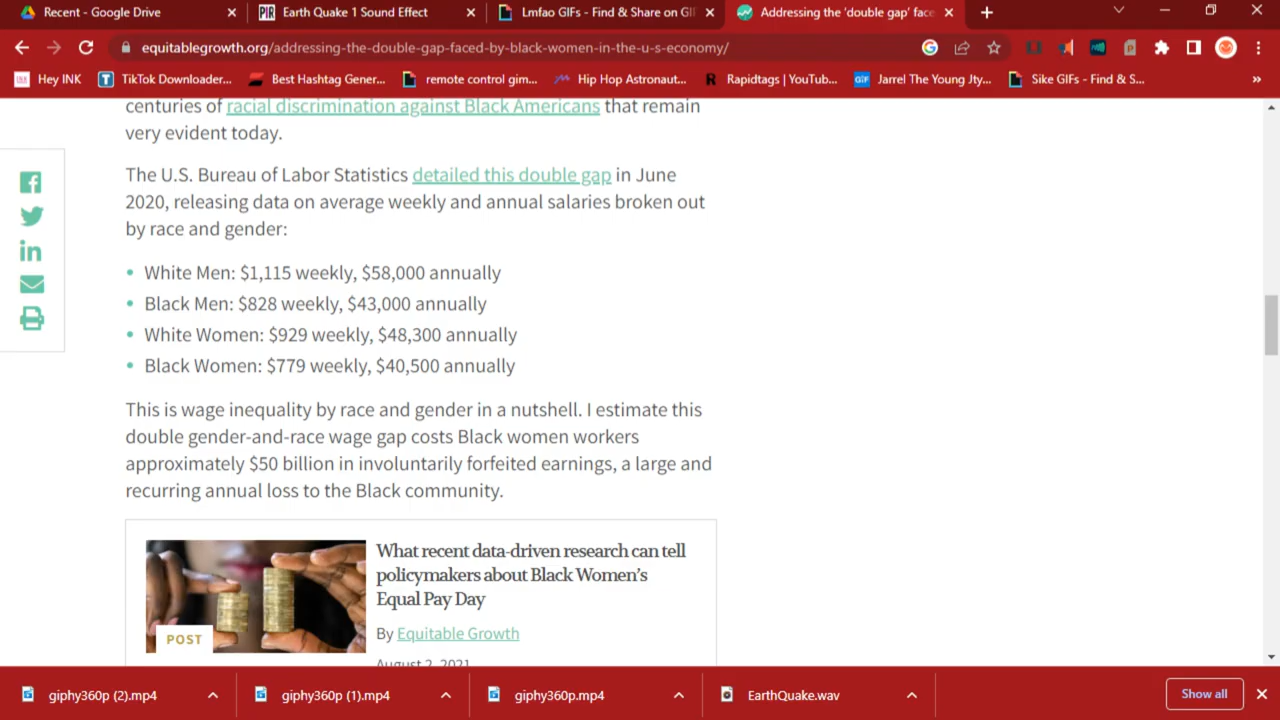 Recent - Google Drive
Earth Quake 1 Sound Effect
Lmfao GIFs - Find & Share on GI
Addressing the 'double gap' face
equitablegrowth.org/addressing-the-double-gap-faced-by-black-women-in-the-u-s-economy/
Hey INK
TikTok Downloader...
Best Hashtag Gener...
remote control gim...
Hip Hop Astronaut...
Rapidtags | YouTub...
Jarrel The Young Jty...
Sike GIFs - Find & S...
centuries of racial discrimination against Black Americans that remain
very evident today.
The U.S. Bureau of Labor Statistics detailed this double gap in June
2020, releasing data on average weekly and annual salaries broken out
by race and gender:
• White Men: $1,115 weekly, $58,000 annually
• Black Men: $828 weekly, $43,000 annually
• White Women: $929 weekly, $48,300 annually
• Black Women: $779 weekly, $40,500 annually
This is wage inequality by race and gender in a nutshell. I estimate this
double gender-and-race wage gap costs Black women workers
approximately $50 billion in involuntarily forfeited earnings, a large and
recurring annual loss to the Black community.
POST
What recent data-driven research can tell
policymakers about Black Women's
Equal Pay Day
By Equitable Growth
August 2, 2021
giphy360p (2).mp4
giphy360p (1).mp4
giphy360p.mp4
EarthQuake.wav
Show all